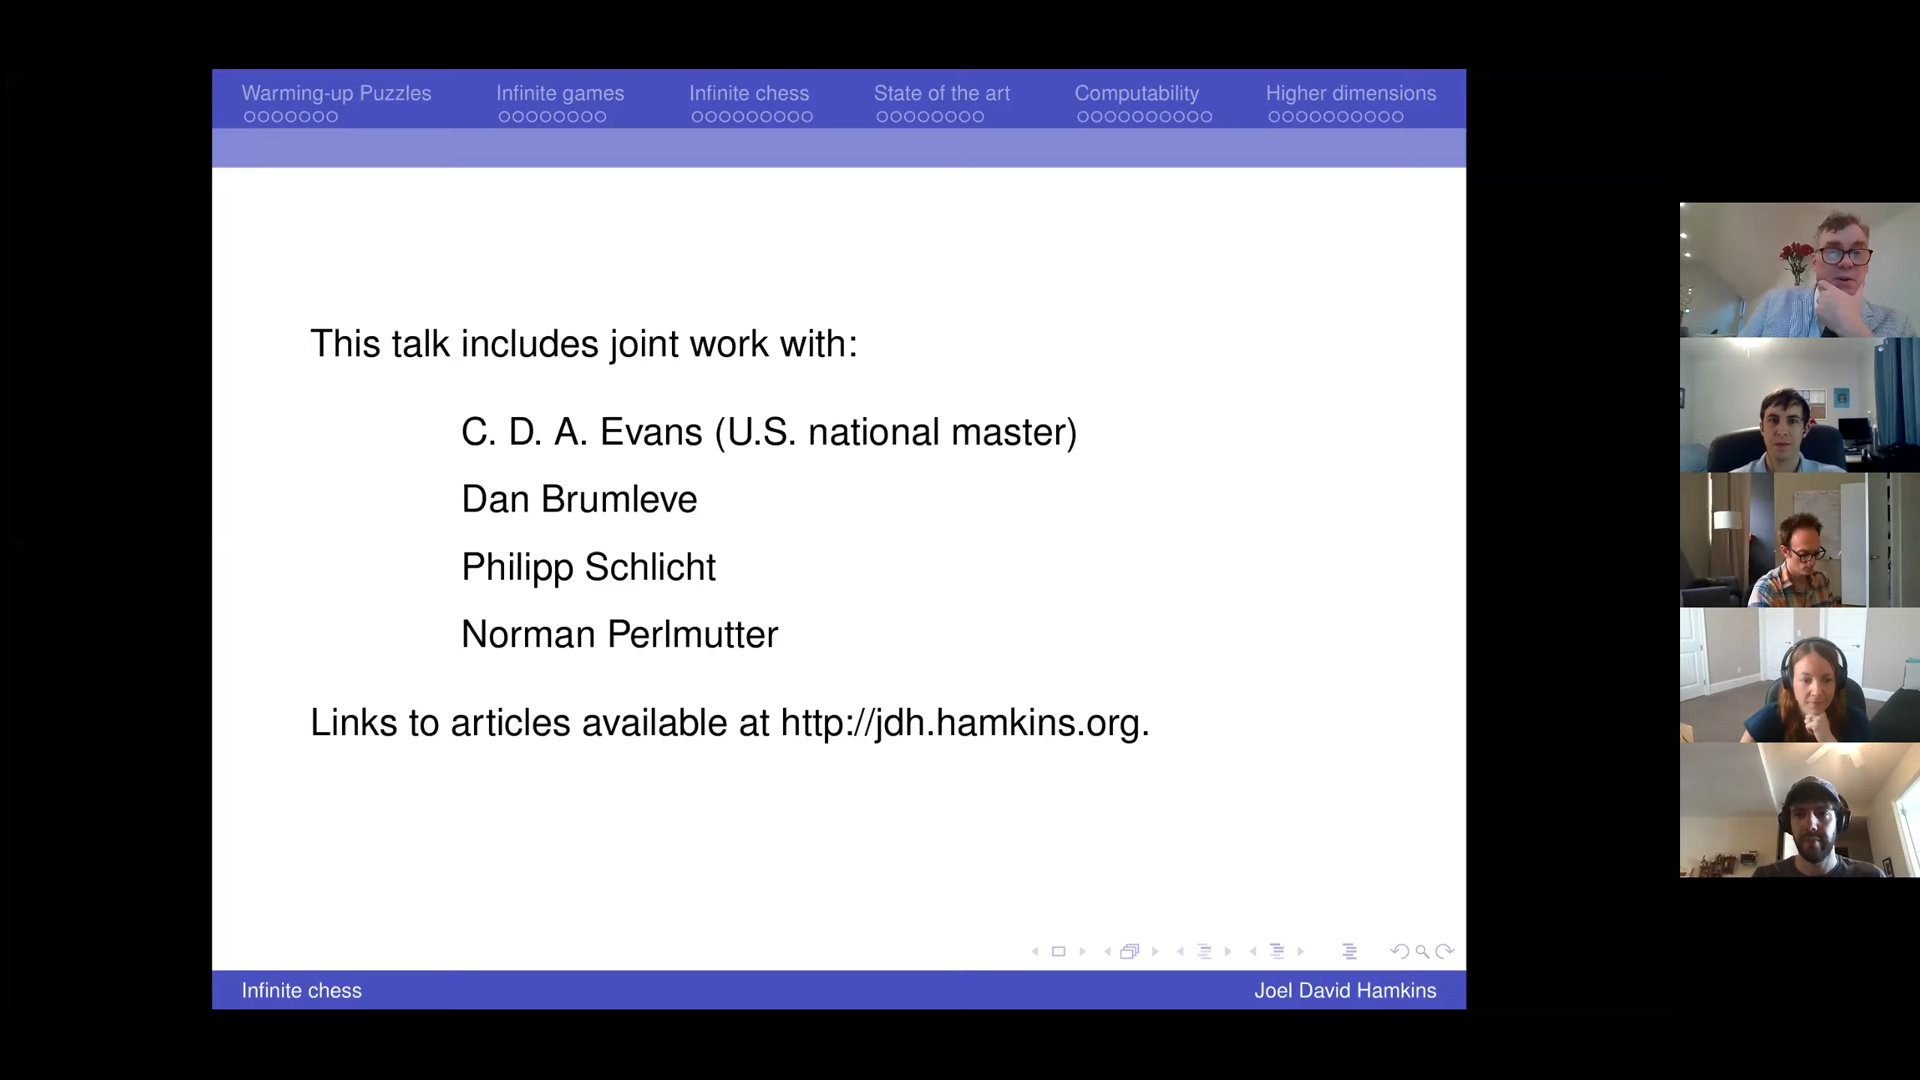 Warming-up Puzzles
Infinite games
Infinite chess
State of the art
Computability
Higher dimensions
This talk includes joint work with:
C. D. A. Evans (U.S. national master)
Dan Brumleve
Philipp Schlicht
Norman Perlmutter
Links to articles available at http://jdh.hamkins.org.
Infinite chess
Joel David Hamkins